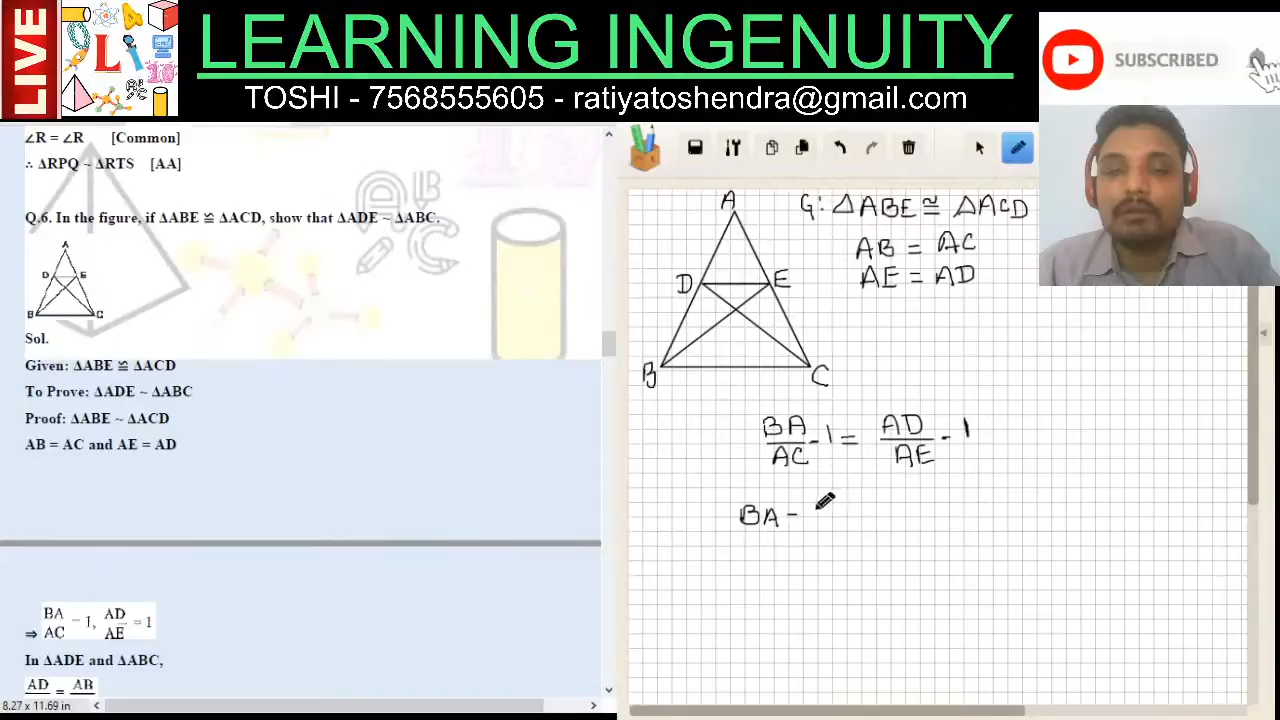 LIVE
LEARNING INGENUITY
TOSHI - 7568555605 - ratiyatoshendra@gmail.com
SUBSCRIBED
∠R = ∠R [Common]
∴ ΔRPQ ~ ΔRTS [AA]
Q.6. In the figure, if ΔABE ≌ ΔACD, show that ΔADE ~ ΔABC.
A
D E
B C
Sol.
Given: ΔABE ≌ ΔACD
To Prove: ΔADE ~ ΔABC
Proof: ΔABE ~ ΔACD
AB = AC and AE = AD
⇒ BA/AC = 1, AD/AE = 1
In ΔADE and ΔABC,
AD = AB
8.27 x 11.69 in
A
D E
B C
G: ΔABE ≅ ΔACD
AB = AC
AE = AD
BA/AC - 1 = AD/AE - 1
BA -